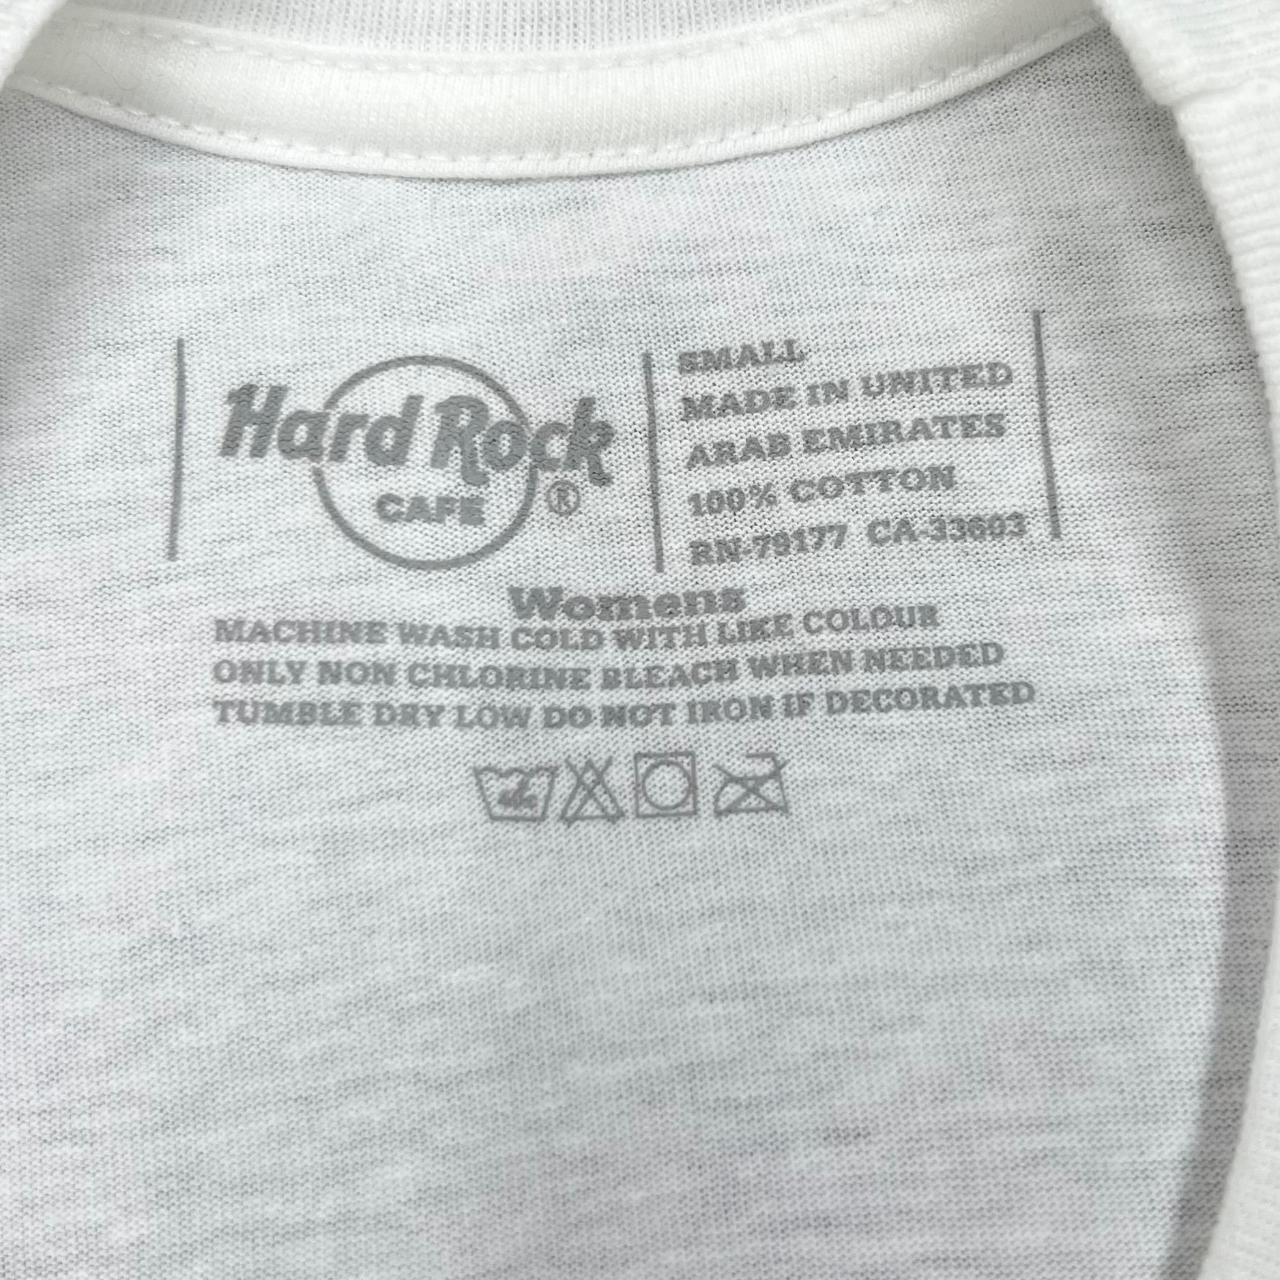 Hard Rock
CAFE ®
SMALL
MADE IN UNITED
ARAB EMIRATES
100% COTTON
RN-79177 CA-33603
Womens
MACHINE WASH COLD WITH LIKE COLOUR
ONLY NON CHLORINE BLEACH WHEN NEEDED
TUMBLE DRY LOW DO NOT IRON IF DECORATED